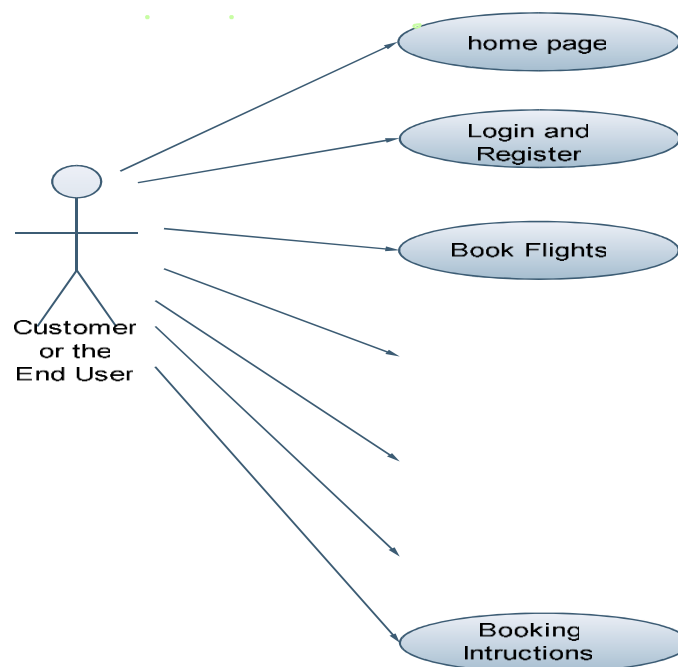 home page
Login and
Register
Book Flights
Customer
or the
End User
Booking
Intructions